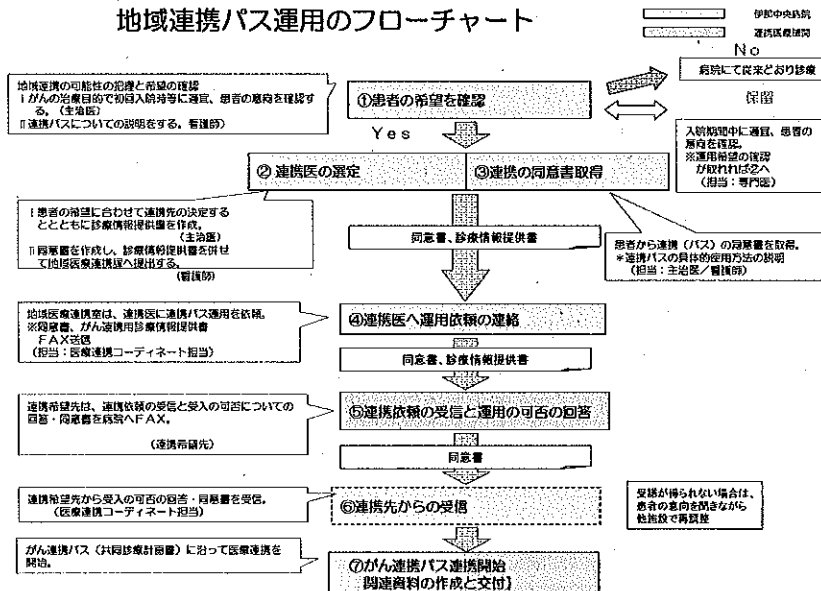 地域連携パス運用のフローチャート
伊那中央病院
連携医療機関
No
病院にて従来どおり診療
保留
地域連携の可能性の把握と希望の確認
Ⅰがんの治療目的で初回入院時等に適宜、患者の意向を確認す
る。（主治医）
Ⅱ連携パスについての説明をする。看護師）
①患者の希望を確認
Yes
入院期間中に適宜、患者の
意向を確認。
※運用希望の確認
が取れれば②へ
（担当：専門医）
②連携医の選定
③連携の同意書取得
Ⅰ患者の希望に合わせて連携先の決定する
とともに診療情報提供書を作成。
（主治医）
Ⅱ同意書を作成し、診療情報提供書を併せ
て地域医療連携室へ提出する。
（看護師）
同意書、診療情報提供書
患者から連携（パス）の同意書を取得。
＊連携パスの具体的使用方法の説明
（担当：主治医／看護師）
地域医療連携室は、連携医に連携パス運用を依頼。
※同意書、がん連携用診療情報提供書
ＦＡＸ送信
（担当：医療連携コーディネート担当）
④連携医へ運用依頼の連絡
同意書、診療情報提供書
連携希望先は、連携依頼の受信と受入の可否についての
回答・同意書を病院へＦＡＸ。
（連携希望先）
⑤連携依頼の受信と運用の可否の回答
同意書
連携希望先から受入の可否の回答・同意書を受信。
（医療連携コーディネート担当）
⑥連携先からの受信
受諾が得られない場合は、
患者の意向を聞きながら
他施設で再調整
がん連携パス（共同診療計画書）に沿って医療連携を
開始。
⑦がん連携パス連携開始
関連資料の作成と交付】